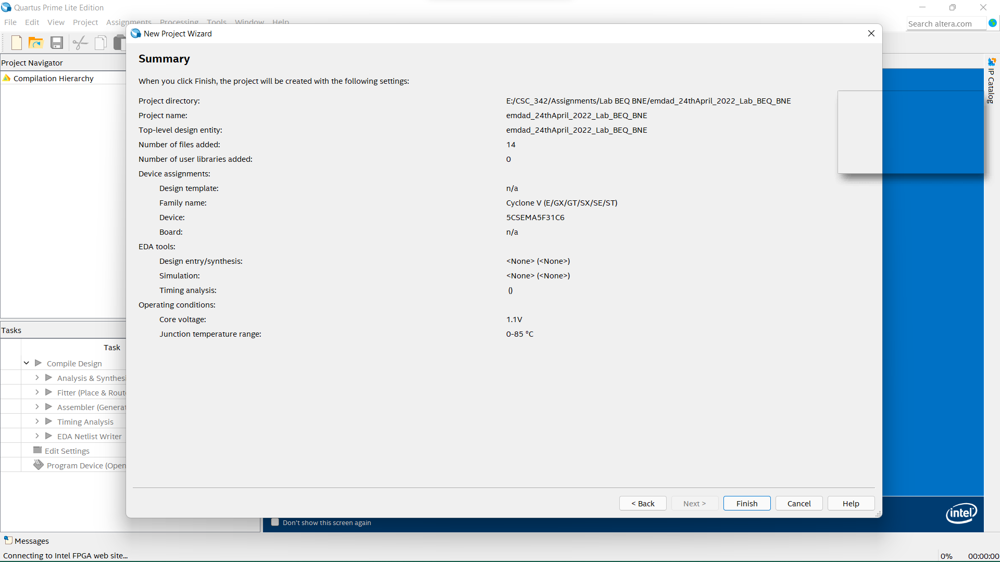 Quartus Prime Lite Edition
File Edit View Project Assignments Processing Tools Window Help
Search altera.com
New Project Wizard
Project Navigator
Compilation Hierarchy
IP Catalog
Summary
When you click Finish, the project will be created with the following settings:
Project directory: E:/CSC_342/Assignments/Lab BEQ BNE/emdad_24thApril_2022_Lab_BEQ_BNE
Project name: emdad_24thApril_2022_Lab_BEQ_BNE
Top-level design entity: emdad_24thApril_2022_Lab_BEQ_BNE
Number of files added: 14
Number of user libraries added: 0
Device assignments:
Design template: n/a
Family name: Cyclone V (E/GX/GT/SX/SE/ST)
Device: 5CSEMA5F31C6
Board: n/a
EDA tools:
Design entry/synthesis: <None> (<None>)
Simulation: <None> (<None>)
Timing analysis: ()
Operating conditions:
Core voltage: 1.1V
Junction temperature range: 0-85 °C
Tasks
Task
Compile Design
Analysis & Synthesi
Fitter (Place & Rout
Assembler (Generat
Timing Analysis
EDA Netlist Writer
Edit Settings
Program Device (Open
< Back Next > Finish Cancel Help
Don't show this screen again
intel
Messages
Connecting to Intel FPGA web site...
0% 00:00:00